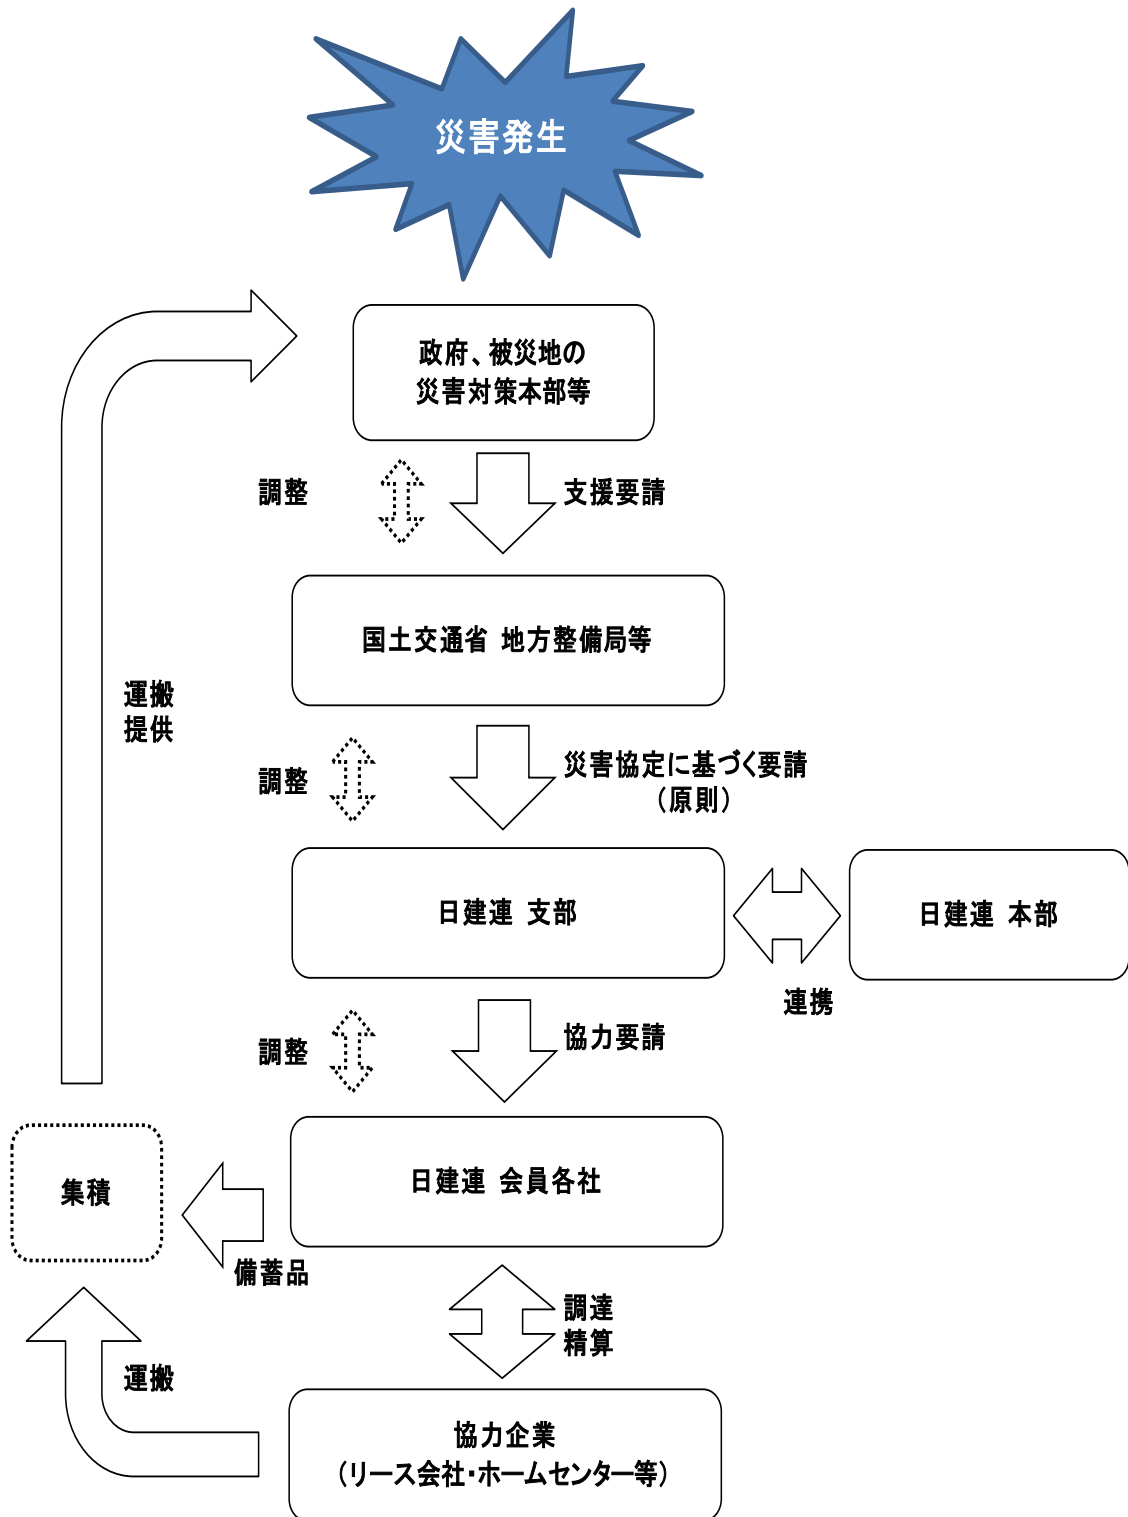 災害発生
政府、被災地の
災害対策本部等
調整
支援要請
国土交通省 地方整備局等
運搬
提供
調整
災害協定に基づく要請
（原則）
日建連 支部
日建連 本部
連携
調整
協力要請
日建連 会員各社
集積
備蓄品
調達
精算
運搬
協力企業
（リース会社・ホームセンター等）